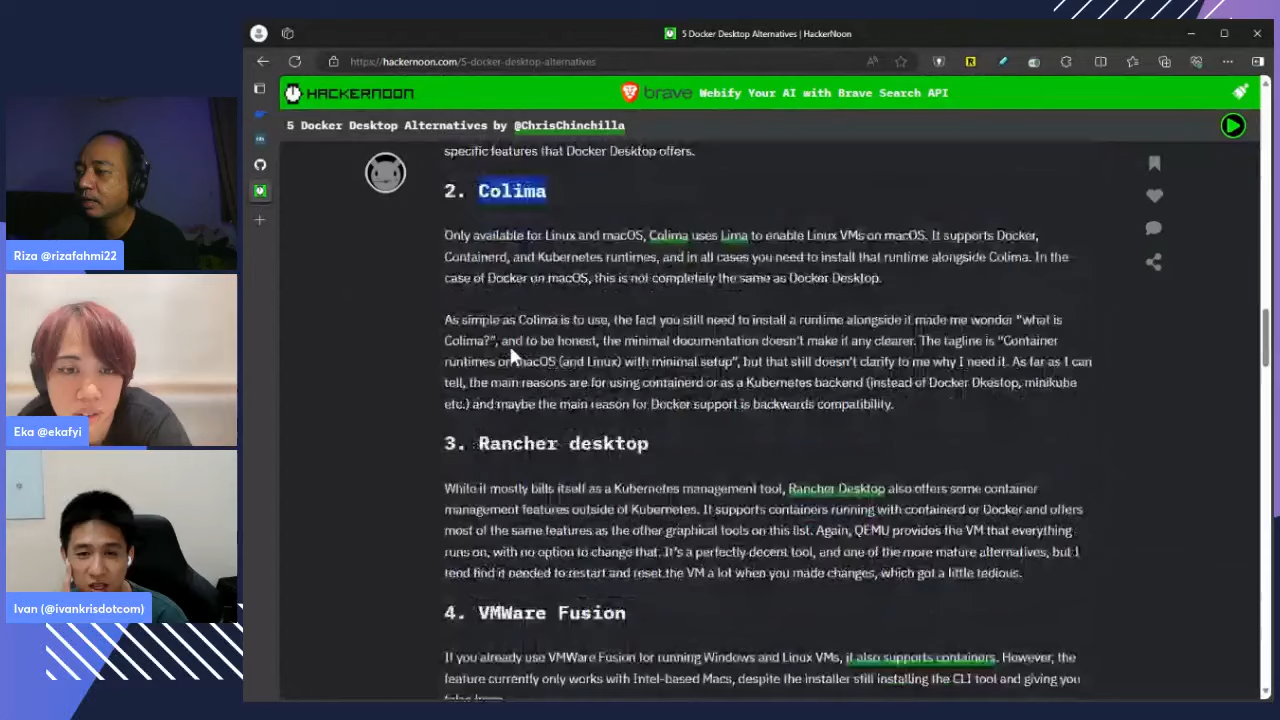 5 Docker Desktop Alternatives | HackerNoon
https://hackernoon.com/5-docker-desktop-alternatives
HACKERNOON
brave Webify Your AI with Brave Search API
5 Docker Desktop Alternatives by @ChrisChinchilla
specific features that Docker Desktop offers.
2. Colima
Only available for Linux and macOS, Colima uses Lima to enable Linux VMs on macOS. It supports Docker,
Containerd, and Kubernetes runtimes, and in all cases you need to install that runtime alongside Colima. In the
case of Docker on macOS, this is not completely the same as Docker Desktop.
As simple as Colima is to use, the fact you still need to install a runtime alongside it made me wonder "what is
Colima?", and to be honest, the minimal documentation doesn't make it any clearer. The tagline is "Container
runtimes on macOS (and Linux) with minimal setup", but that still doesn't clarify to me why I need it. As far as I can
tell, the main reasons are for using containerd or as a Kubernetes backend (instead of Docker Dkestop, minikube
etc.) and maybe the main reason for Docker support is backwards compatibility.
3. Rancher desktop
While it mostly bills itself as a Kubernetes management tool, Rancher Desktop also offers some container
management features outside of Kubernetes. It supports containers running with containerd or Docker and offers
most of the same features as the other graphical tools on this list. Again, QEMU provides the VM that everything
runs on, with no option to change that. It's a perfectly decent tool, and one of the more mature alternatives, but I
tend find it needed to restart and reset the VM a lot when you made changes, which got a little tedious.
4. VMWare Fusion
If you already use VMWare Fusion for running Windows and Linux VMs, it also supports containers. However, the
feature currently only works with Intel-based Macs, despite the installer still installing the CLI tool and giving you
Riza @rizafahmi22
Eka @ekafyi
Ivan (@ivankrisdotcom)